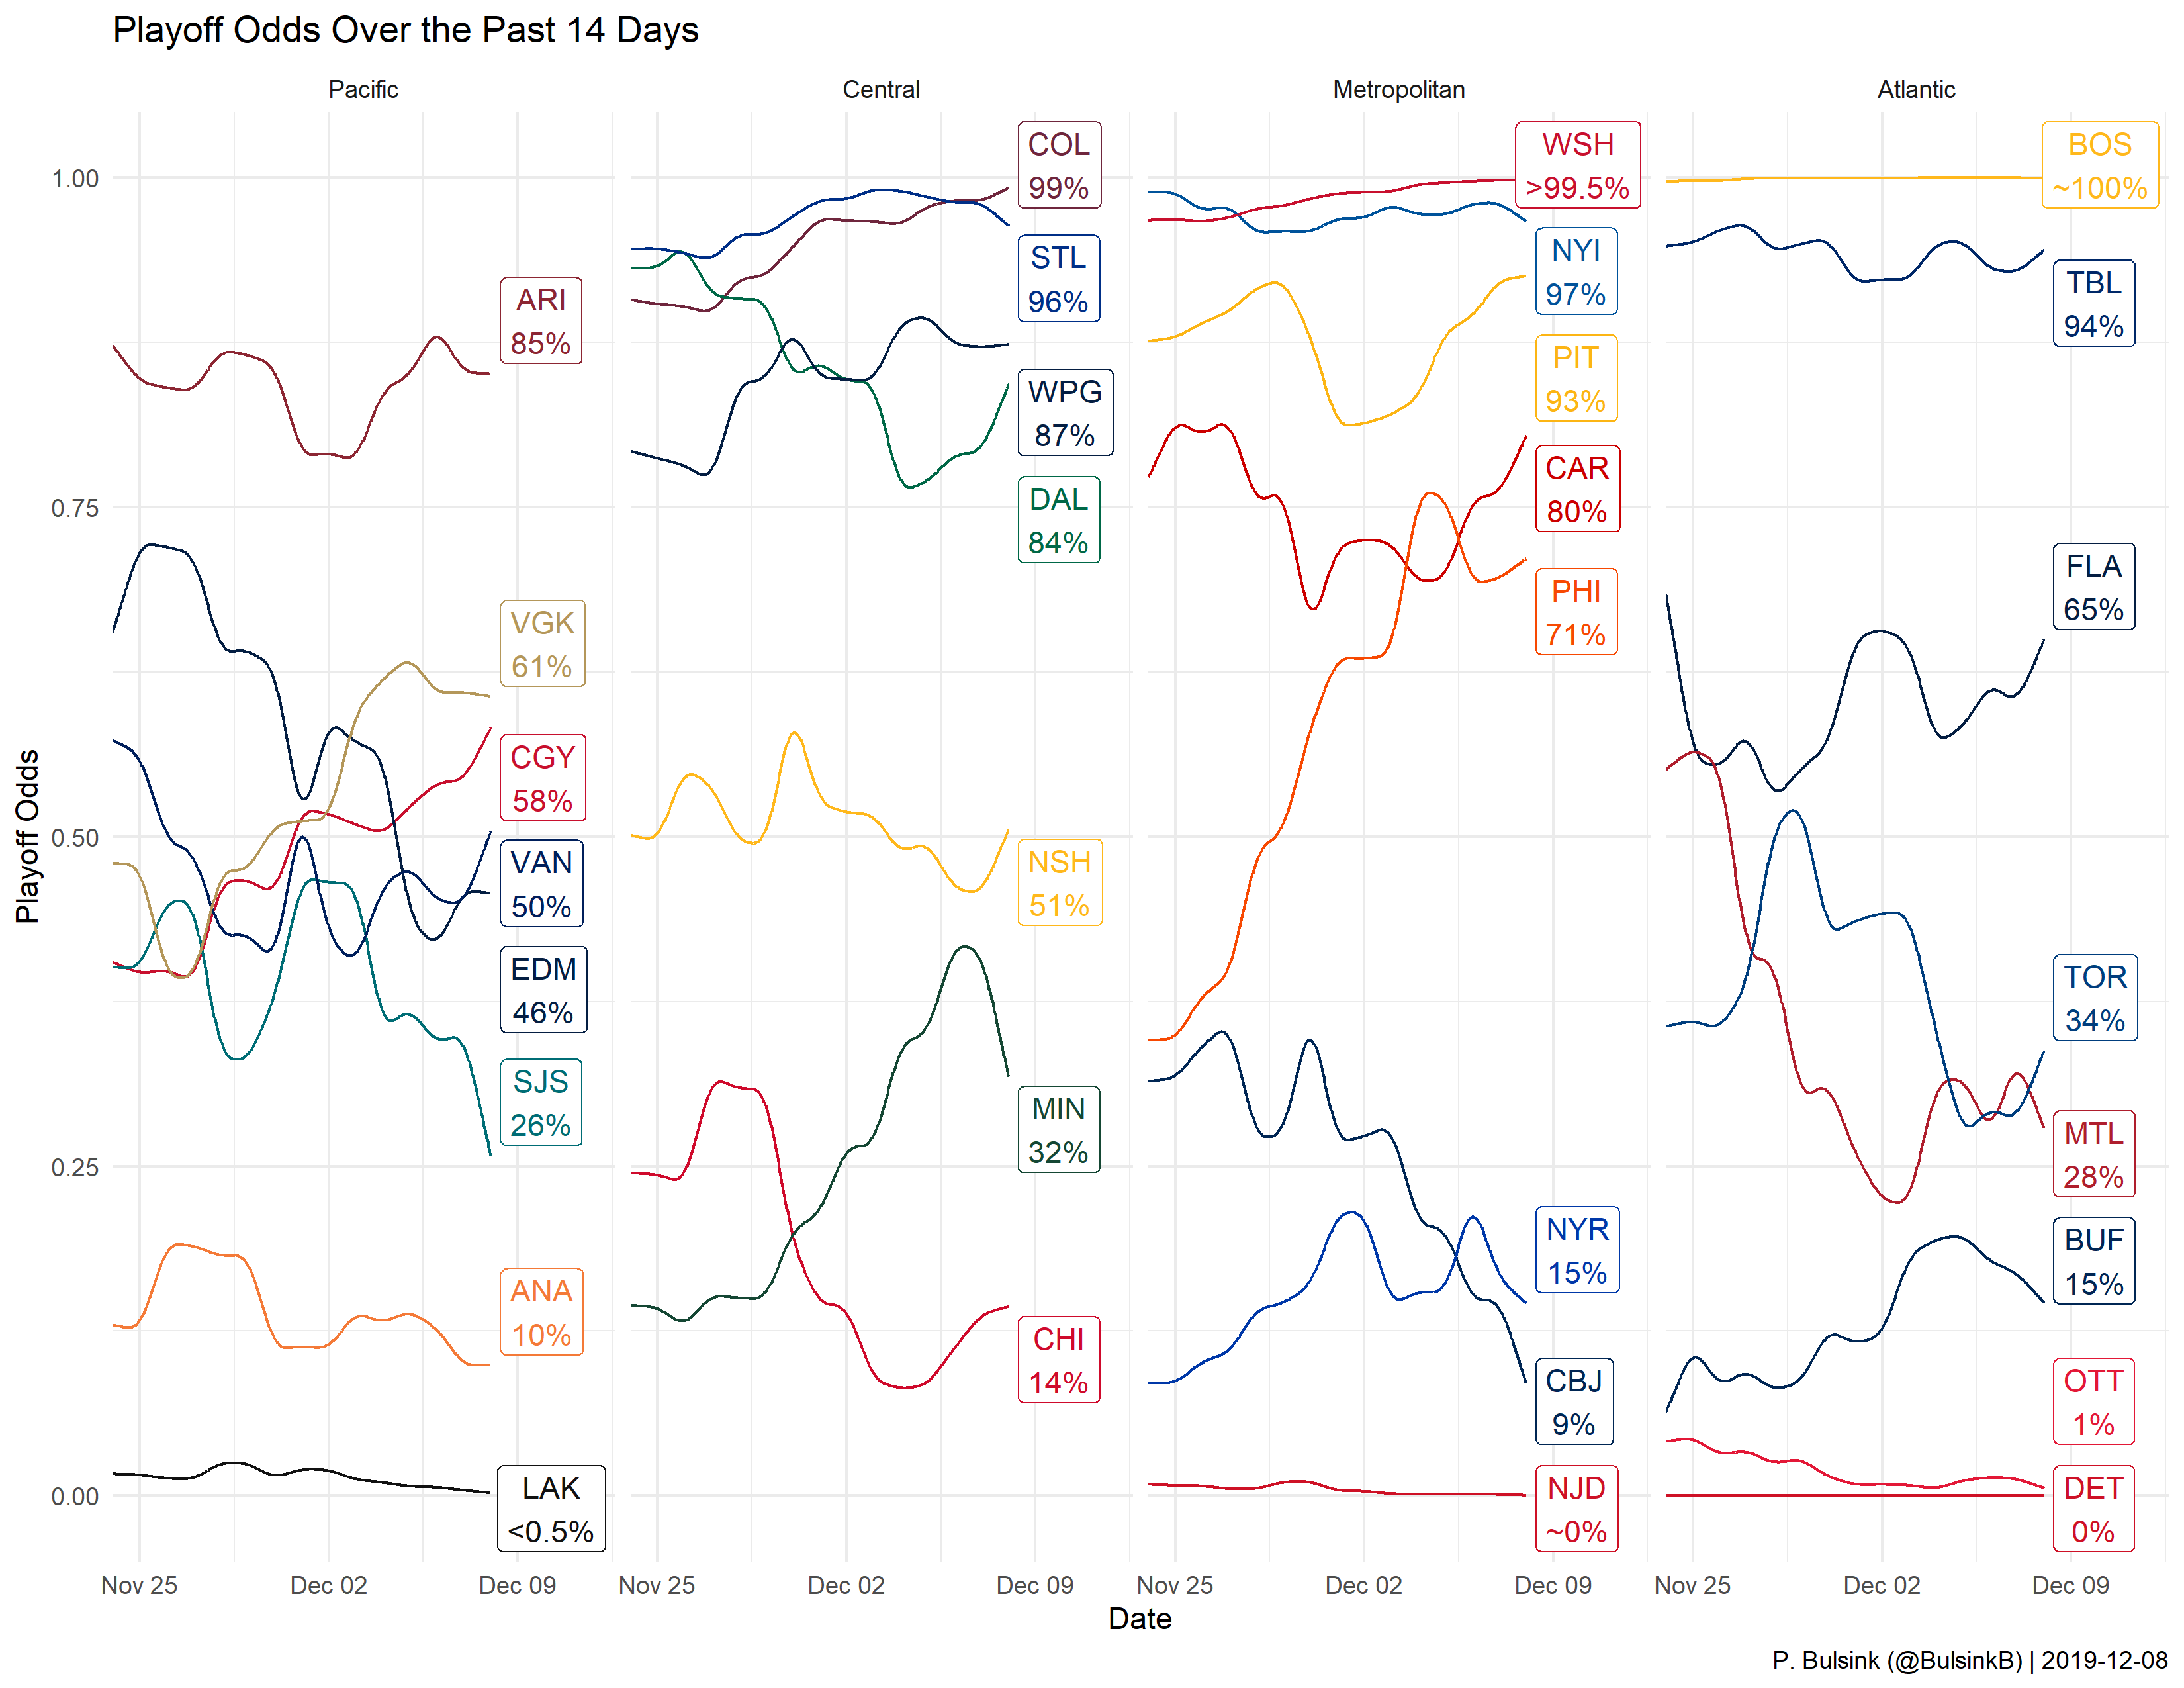 Playoff Odds Over the Past 14 Days
Pacific
Central
Metropolitan
Atlantic
Playoff Odds
1.00
0.75
0.50
0.25
0.00
ARI
85%
VGK
61%
CGY
58%
VAN
50%
EDM
46%
SJS
26%
ANA
10%
LAK
<0.5%
COL
99%
STL
96%
WPG
87%
DAL
84%
NSH
51%
MIN
32%
CHI
14%
WSH
>99.5%
NYI
97%
PIT
93%
CAR
80%
PHI
71%
NYR
15%
CBJ
9%
NJD
~0%
BOS
~100%
TBL
94%
FLA
65%
TOR
34%
MTL
28%
BUF
15%
OTT
1%
DET
0%
Nov 25 Dec 02 Dec 09
Nov 25 Dec 02 Dec 09
Nov 25 Dec 02 Dec 09
Nov 25 Dec 02 Dec 09
Date
P. Bulsink (@BulsinkB) | 2019-12-08